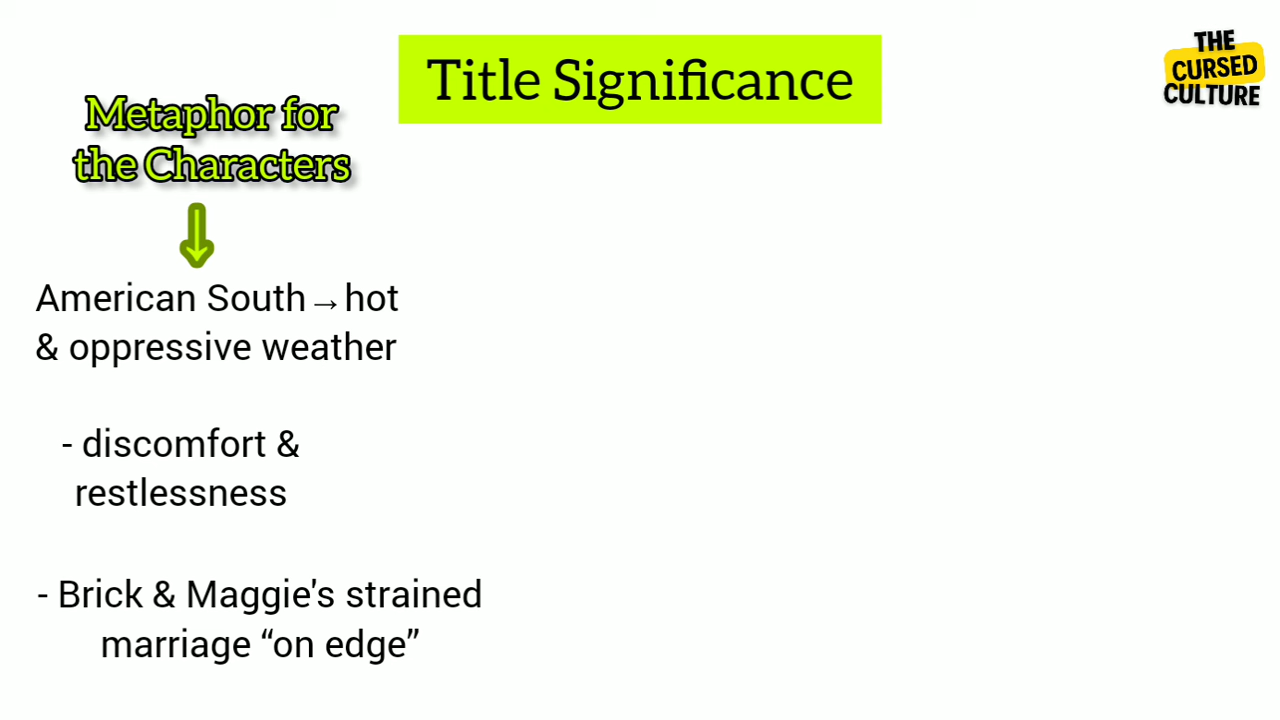 Title Significance
THE
CURSED
CULTURE
Metaphor for
the Characters
American South→hot
& oppressive weather
- discomfort &
restlessness
- Brick & Maggie's strained
marriage “on edge”